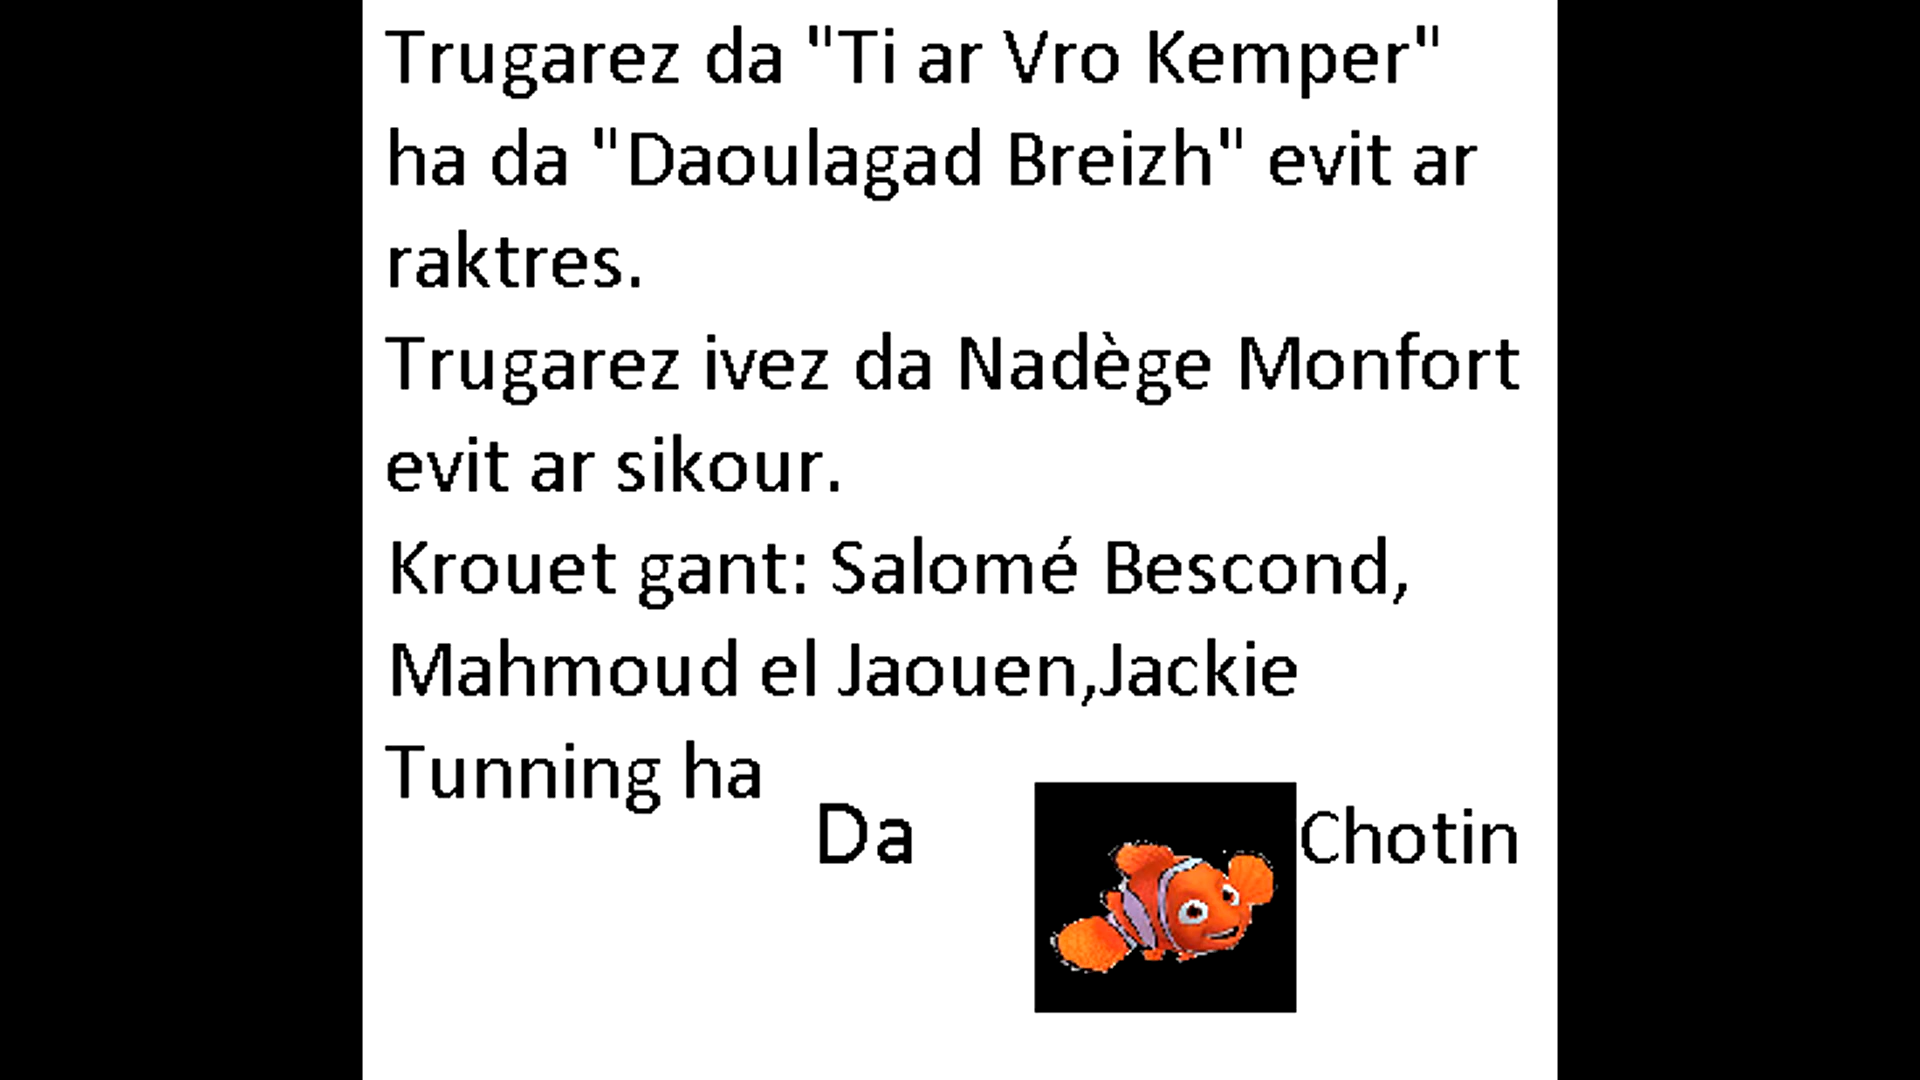 Trugarez da "Ti ar Vro Kemper"
ha da "Daoulagad Breizh" evit ar
raktres.
Trugarez ivez da Nadège Monfort
evit ar sikour.
Krouet gant: Salomé Bescond,
Mahmoud el Jaouen,Jackie
Tunning ha
Da Chotin